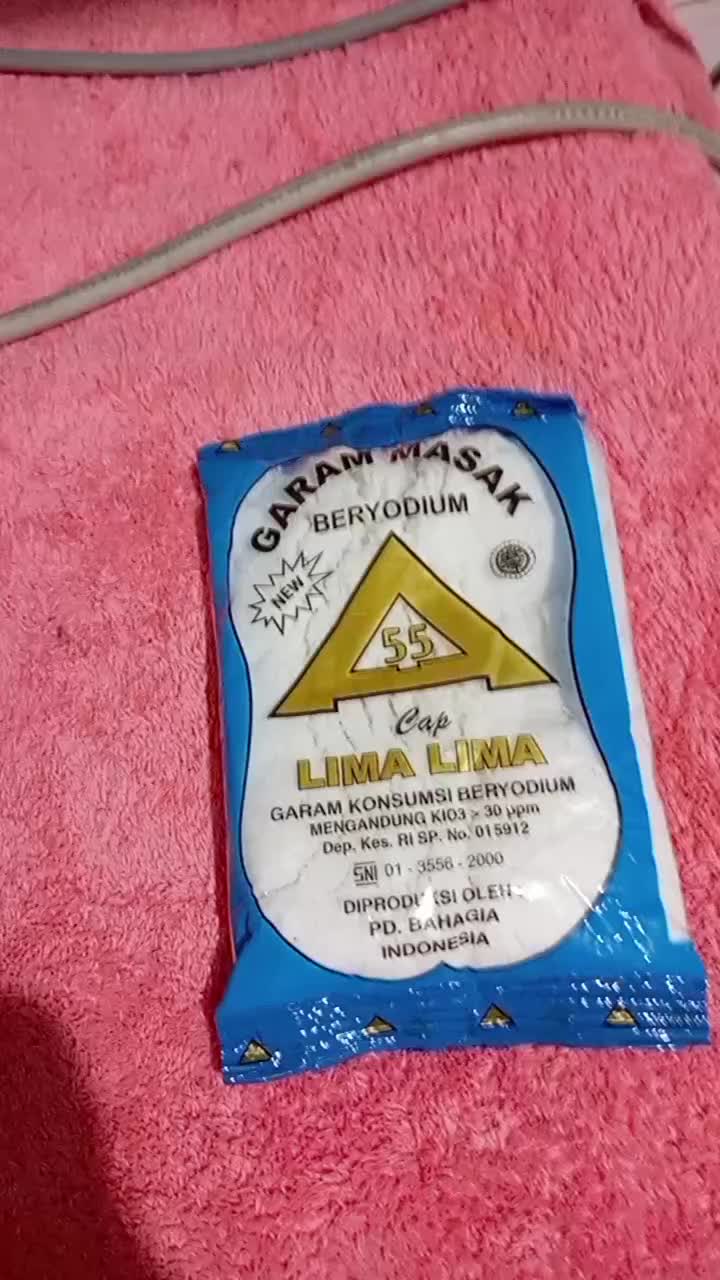 GARAM MASAK
BERYODIUM
NEW
55
Cap
LIMA LIMA
GARAM KONSUMSI BERYODIUM
MENGANDUNG KIO3 > 30 ppm
Dep. Kes. RI SP. No. 015912
SNI 01 - 3556 - 2000
DIPRODUKSI OLEH :
PD. BAHAGIA
INDONESIA